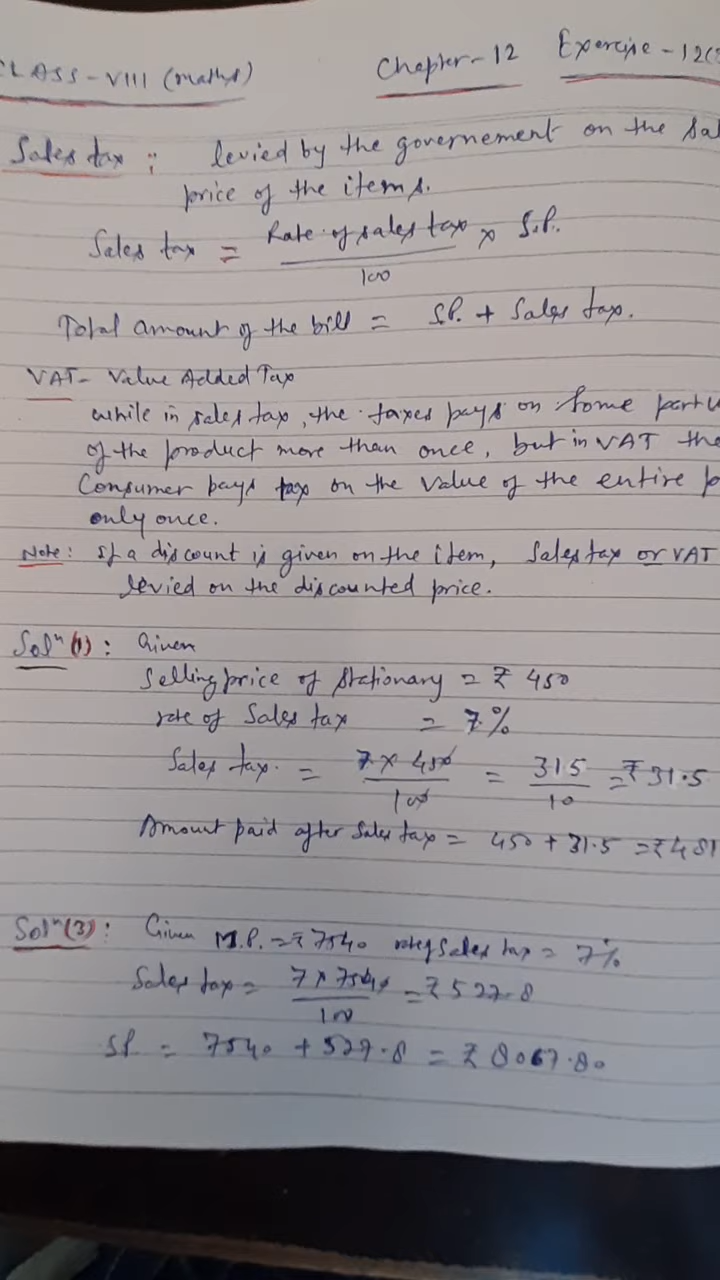 CLASS-VIII (maths) Chapter-12 Exercise-12(
Sales tax : levied by the governement on the Sal
price of the items.
Sales tax = Rate of sales tax × S.P.
100
Total amount of the bill = S.P. + Sales tax.
VAT- Value Added Tax
while in sales tax, the taxes pays on some partu
of the product more than once, but in VAT the
Consumer pays tax on the value of the entire p
only once.
Note: If a discount is given on the item, Sales tax or VAT
levied on the discounted price.
Solⁿ (1): Given
Selling price of stationary = ₹ 450
rate of Sales tax = 7%
Sales tax. = 7 × 450 = 315 = ₹31.5
100 10
Amount paid after Sales tax = 450 + 31.5 = ₹481
Solⁿ (3): Given M.P. = ₹7540 rate of Sales tax = 7%
Sales tax = 7 × 7540 = ₹527.8
100
SP. = 7540 + 527.8 = ₹8067.80